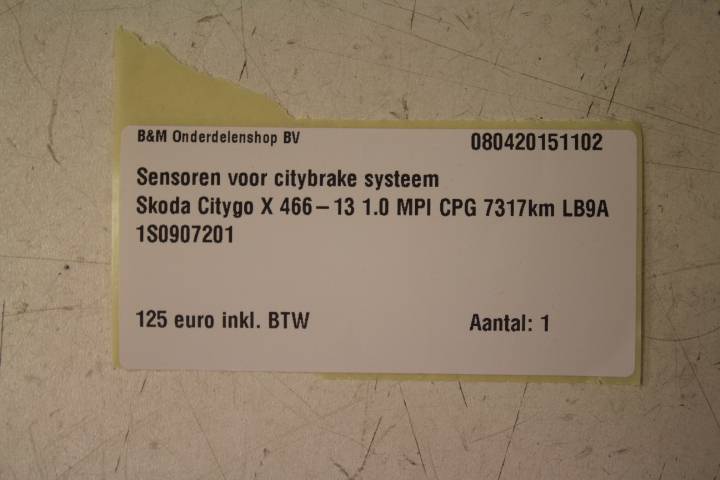 B&M Onderdelenshop BV 080420151102
Sensoren voor citybrake systeem
Skoda Citygo X 466-13 1.0 MPI CPG 7317km LB9A
1S0907201
125 euro inkl. BTW Aantal: 1